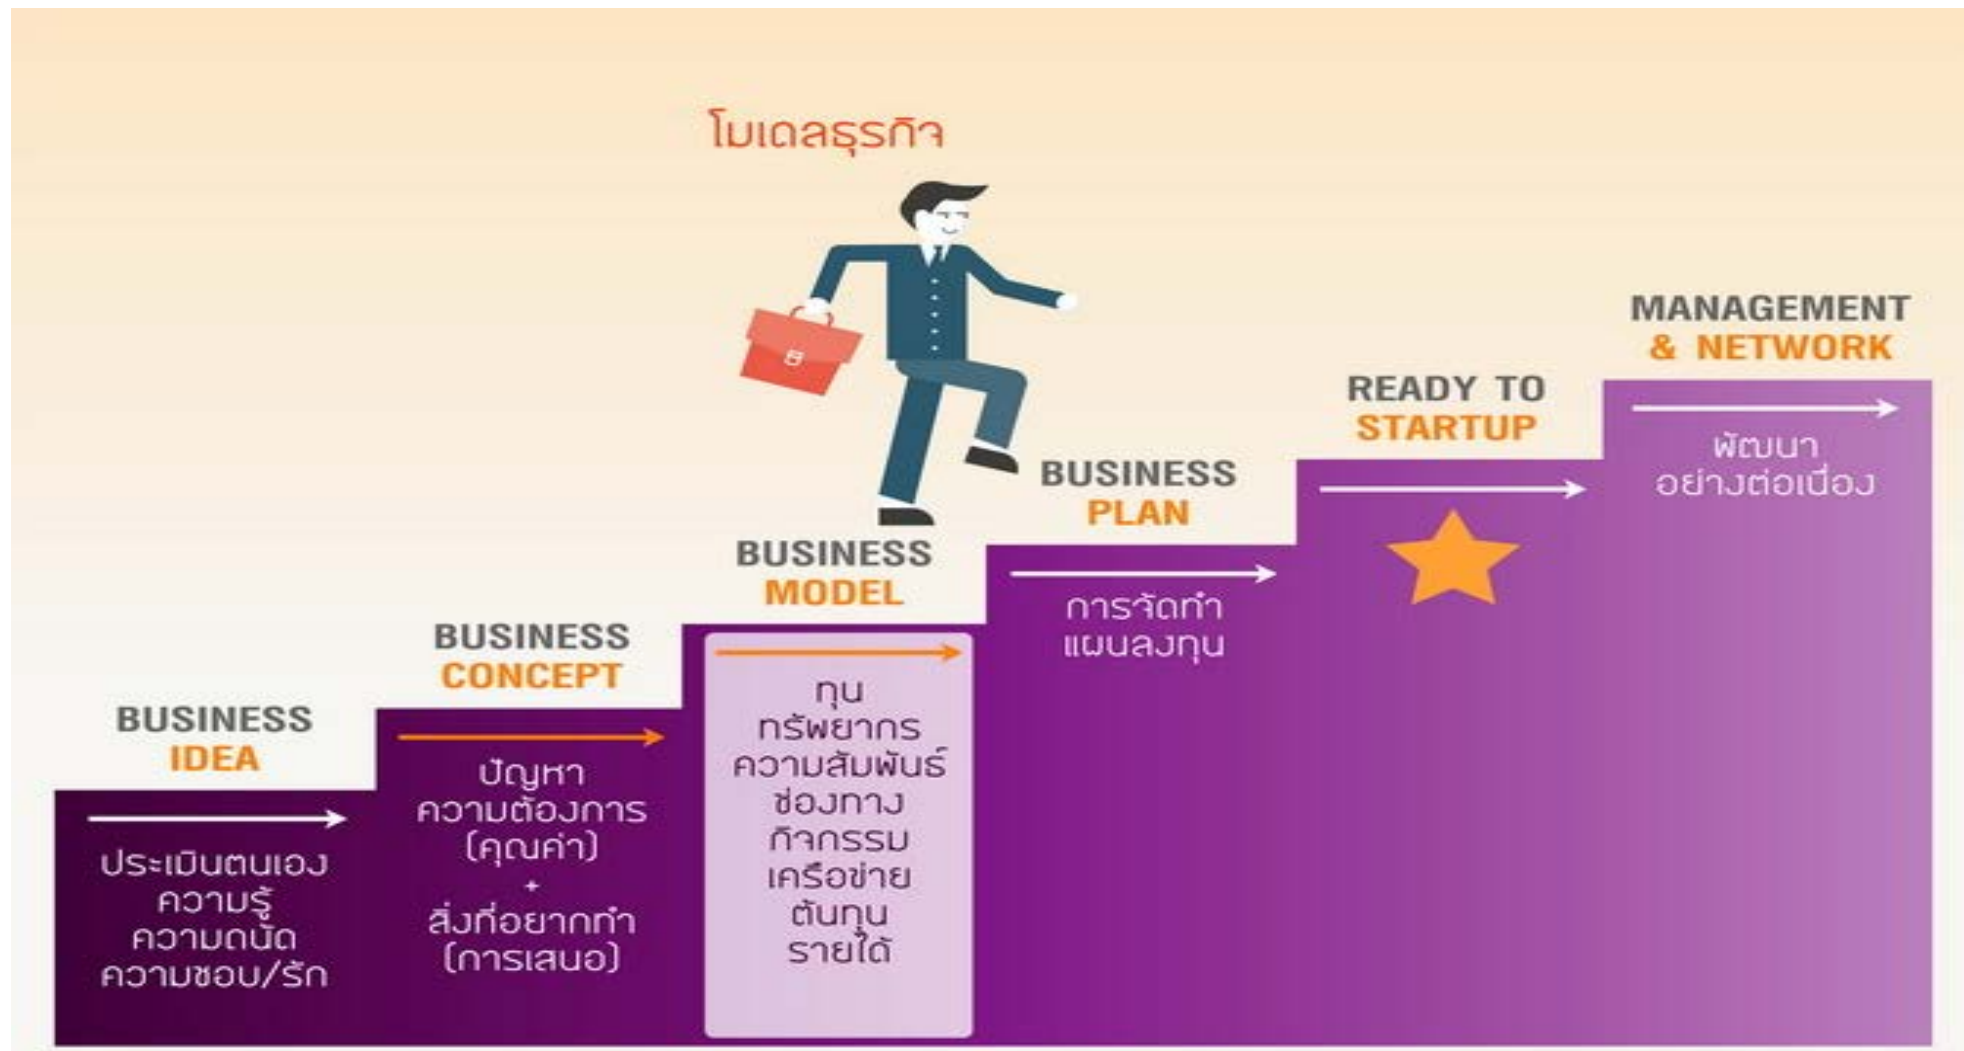 โมเดลธุรกิจ
BUSINESS
IDEA
ประเมินตนเอง
ความรู้
ความถนัด
ความชอบ/รัก
BUSINESS
CONCEPT
ปัญหา
ความต้องการ
(คุณค่า)
+
สิ่งที่อยากทำ
(การเสนอ)
BUSINESS
MODEL
ทุน
ทรัพยากร
ความสัมพันธ์
ช่องทาง
กิจกรรม
เครือข่าย
ต้นทุน
รายได้
BUSINESS
PLAN
การจัดทำ
แผนลงทุน
READY TO
STARTUP
MANAGEMENT
& NETWORK
พัฒนา
อย่างต่อเนื่อง